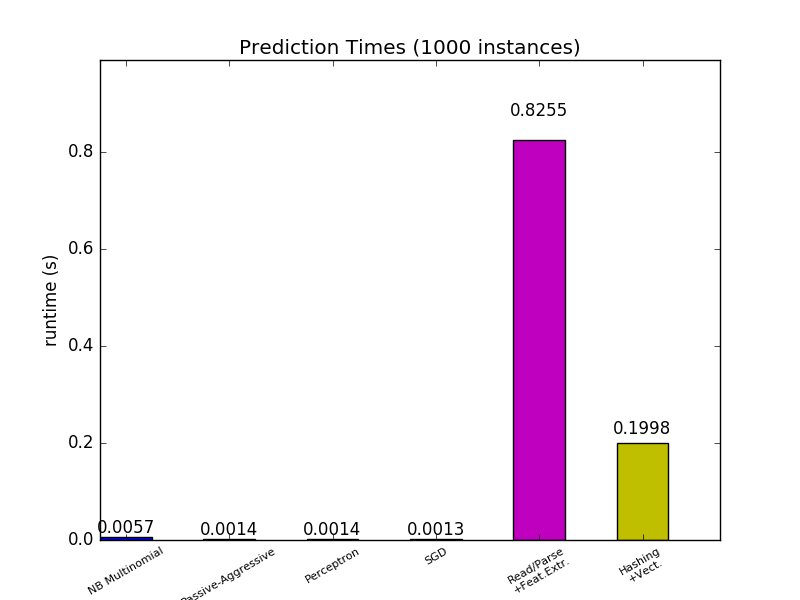 Prediction Times (1000 instances)
runtime (s)
0.8
0.6
0.4
0.2
0.0
0.0057
0.0014
0.0014
0.0013
0.8255
0.1998
NB Multinomial
Passive-Aggressive
Perceptron
SGD
Read/Parse
+Feat.Extr.
Hashing
+Vect.